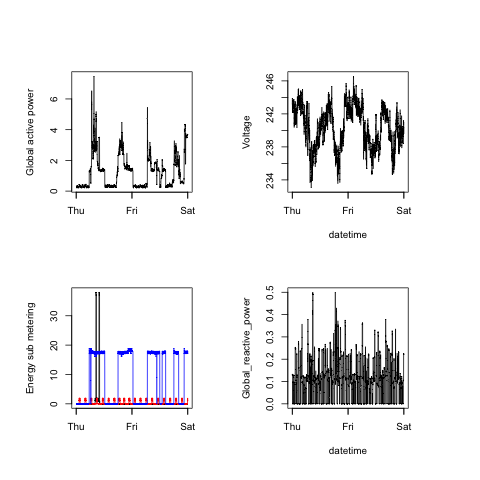 Global active power
0 2 4 6
Thu Fri Sat
Voltage
234 238 242 246
Thu Fri Sat
datetime
Energy sub metering
0 10 20 30
Thu Fri Sat
Global_reactive_power
0.0 0.1 0.2 0.3 0.4 0.5
Thu Fri Sat
datetime